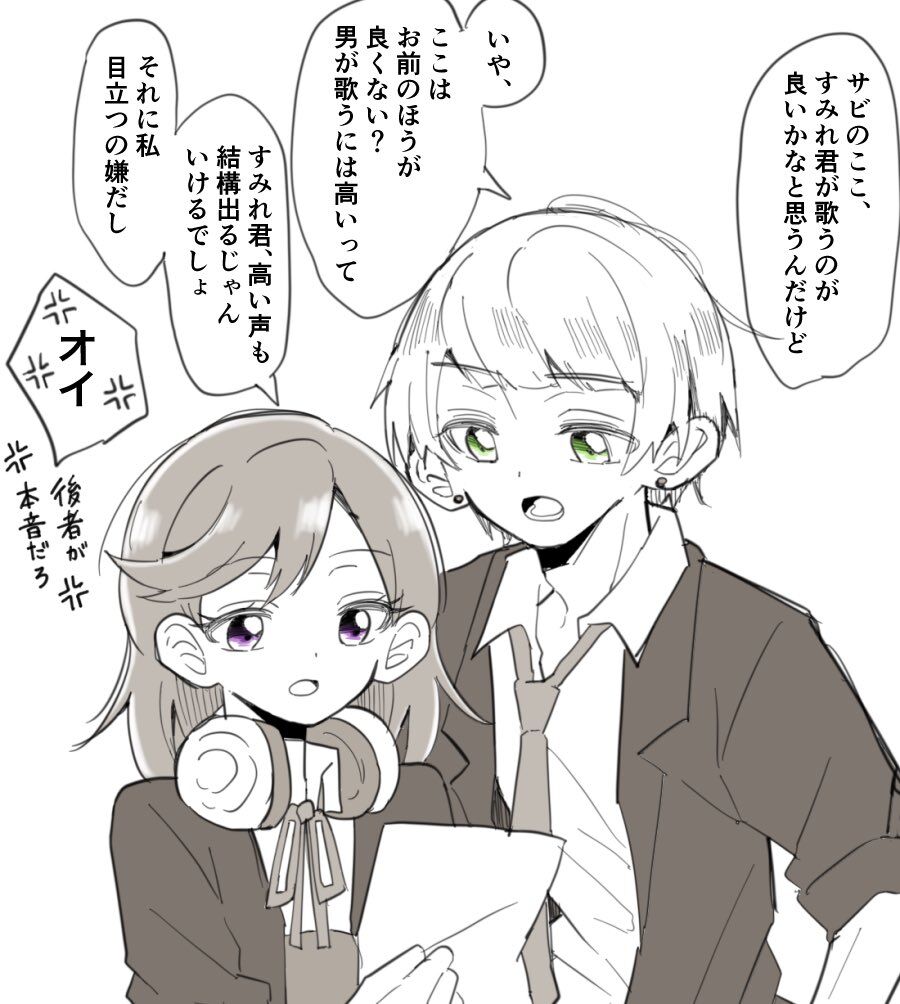 サビのここ、
すみれ君が歌うのが
良いかなと思うんだけど
いや、
ここは
お前のほうが
良くない？
男が歌うには高いって
すみれ君、高い声も
結構出るじゃん
いけるでしょ
それに私
目立つの嫌だし
オイ
後者が
本音だろ